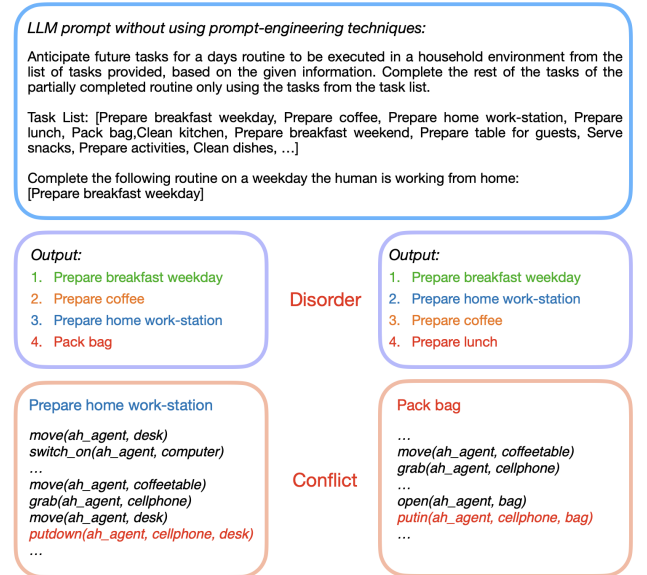 LLM prompt without using prompt-engineering techniques:
Anticipate future tasks for a days routine to be executed in a household environment from the
list of tasks provided, based on the given information. Complete the rest of the tasks of the
partially completed routine only using the tasks from the task list.
Task List: [Prepare breakfast weekday, Prepare coffee, Prepare home work-station, Prepare
lunch, Pack bag,Clean kitchen, Prepare breakfast weekend, Prepare table for guests, Serve
snacks, Prepare activities, Clean dishes, …]
Complete the following routine on a weekday the human is working from home:
[Prepare breakfast weekday]
Output:
1. Prepare breakfast weekday
2. Prepare coffee
3. Prepare home work-station
4. Pack bag
Disorder
Output:
1. Prepare breakfast weekday
2. Prepare home work-station
3. Prepare coffee
4. Prepare lunch
Prepare home work-station
move(ah_agent, desk)
switch_on(ah_agent, computer)
…
move(ah_agent, coffeetable)
grab(ah_agent, cellphone)
move(ah_agent, desk)
putdown(ah_agent, cellphone, desk)
…
Conflict
Pack bag
…
move(ah_agent, coffeetable)
grab(ah_agent, cellphone)
…
open(ah_agent, bag)
putin(ah_agent, cellphone, bag)
…